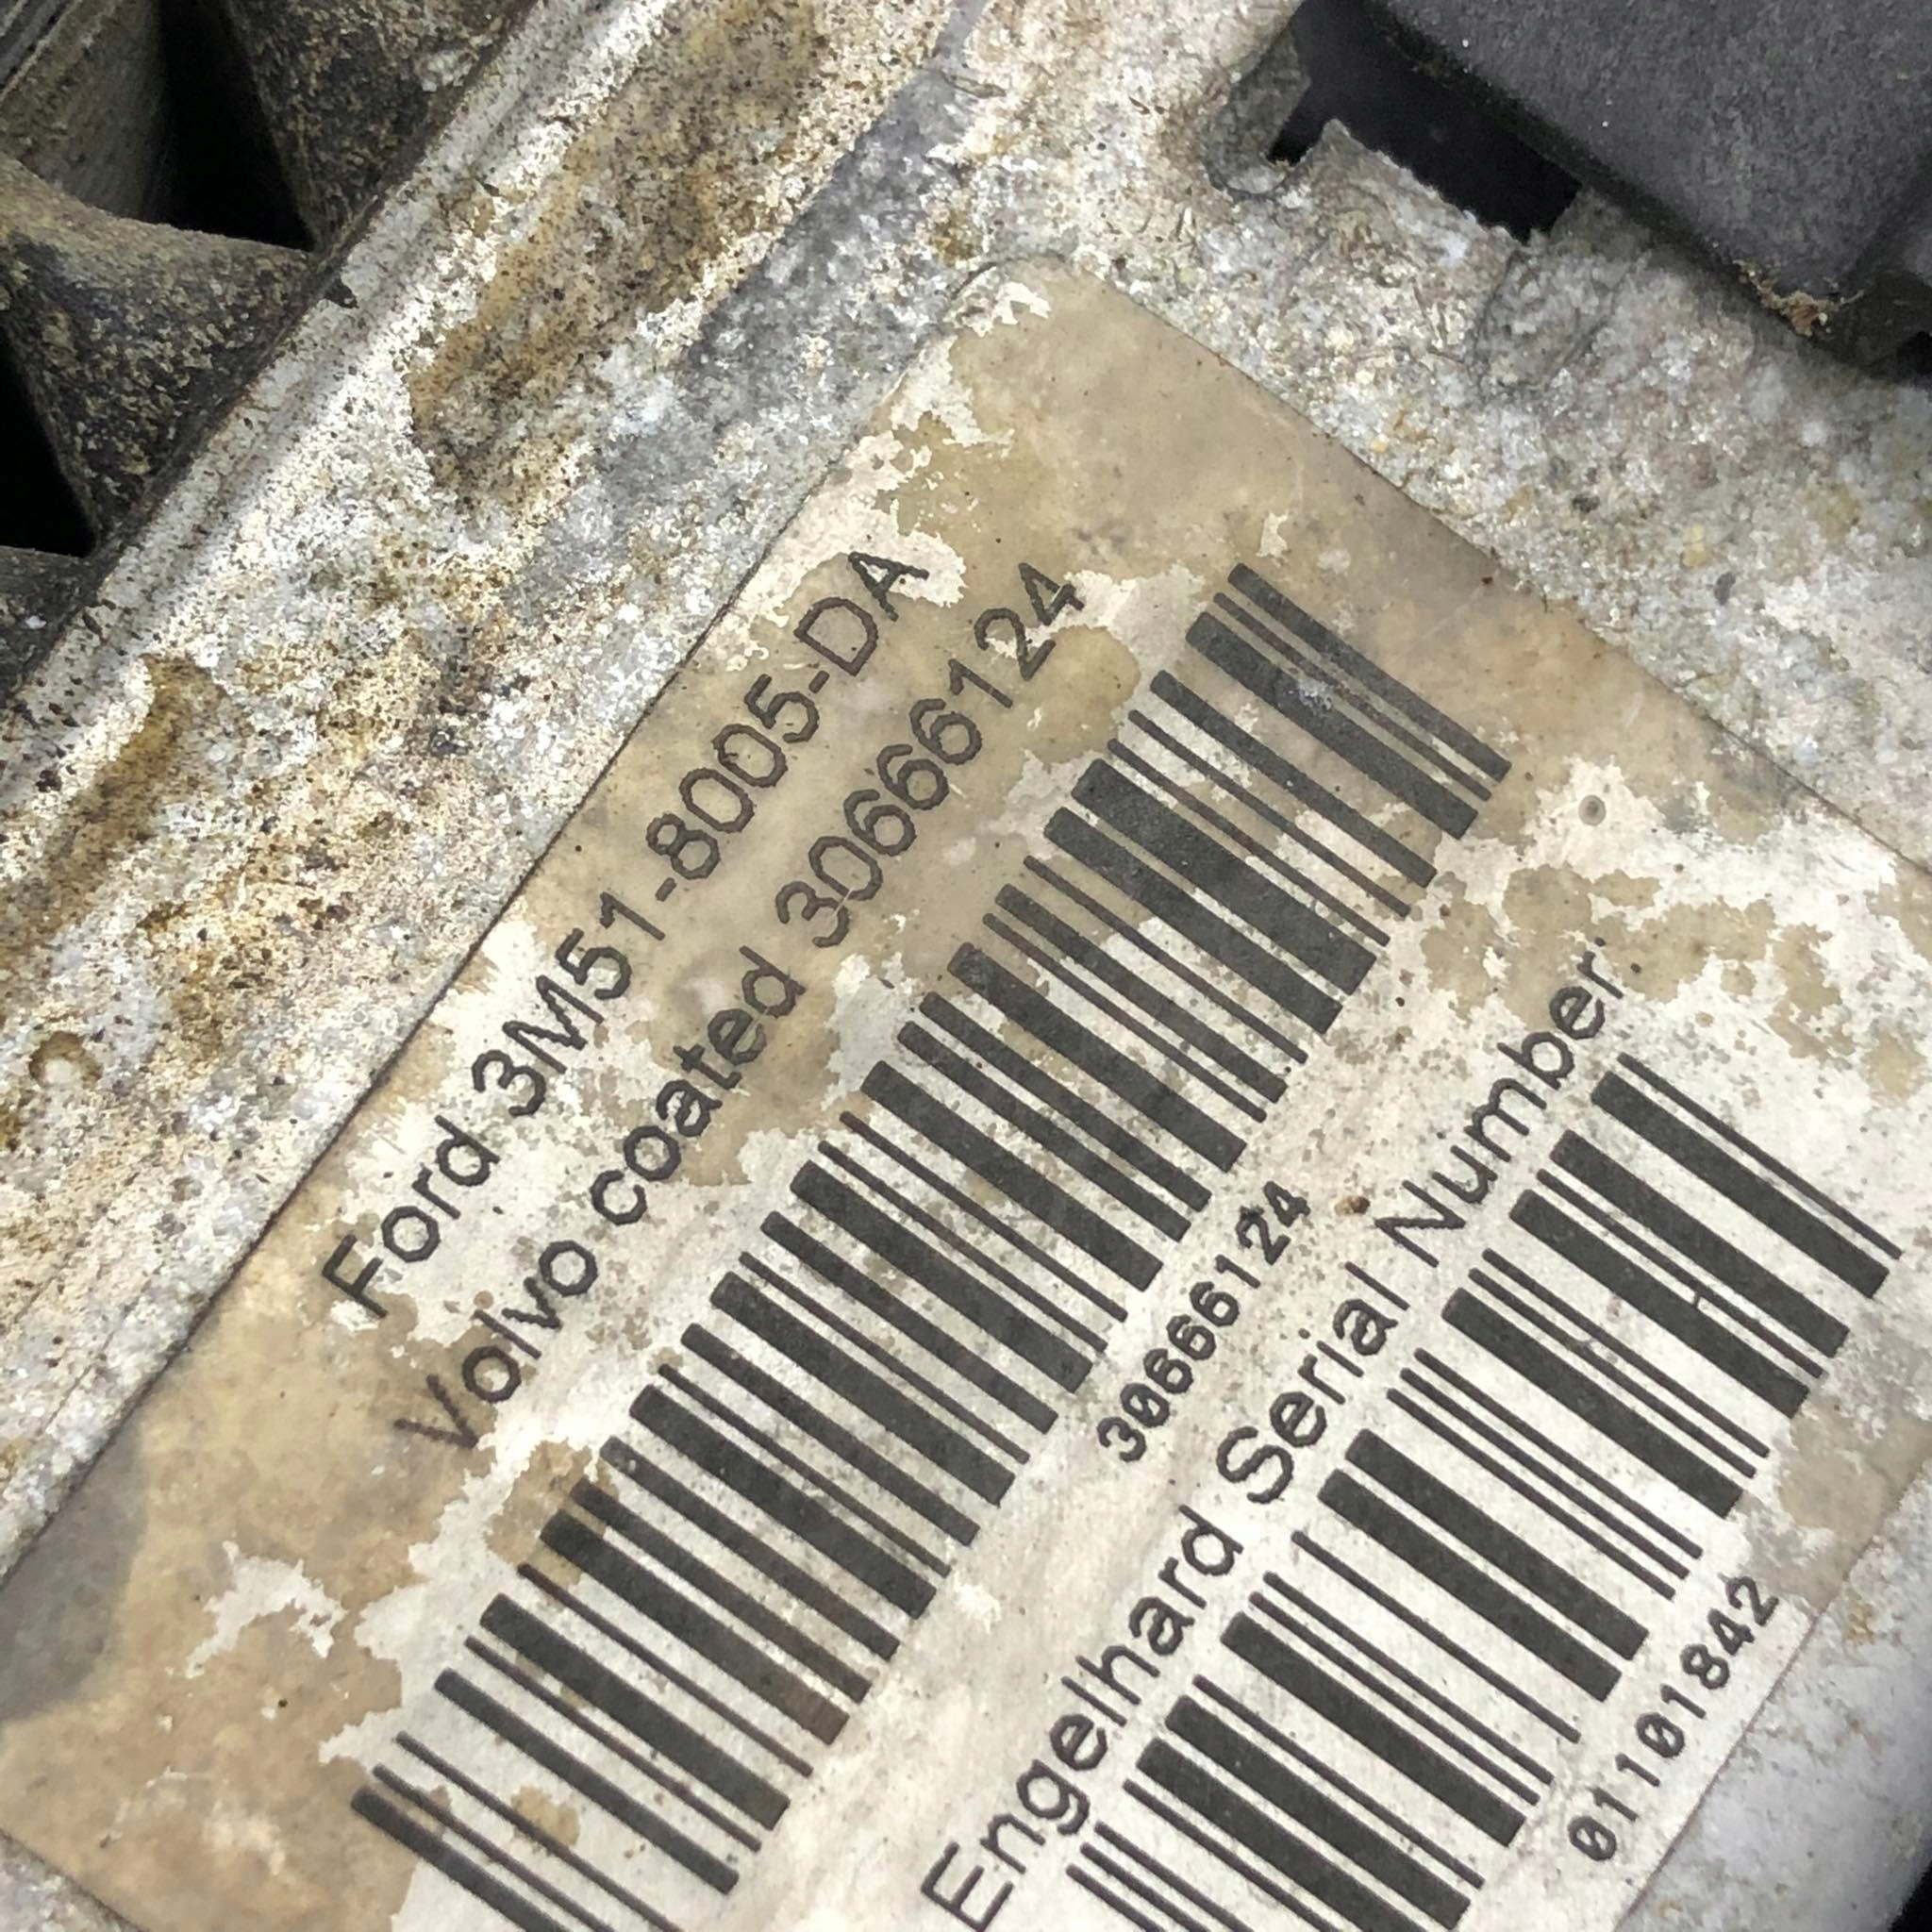 Ford 3M51-8005-DA
Volvo coated 30666124
30666124
Engelhard Serial Number:
01101842